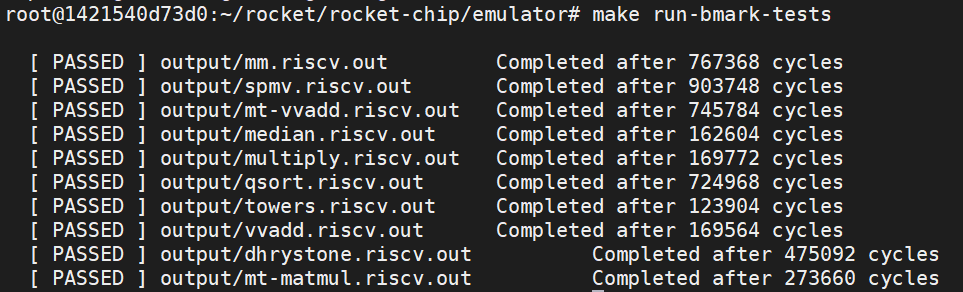 root@1421540d73d0:~/rocket/rocket-chip/emulator# make run-bmark-tests
[ PASSED ] output/mm.riscv.out Completed after 767368 cycles
[ PASSED ] output/spmv.riscv.out Completed after 903748 cycles
[ PASSED ] output/mt-vvadd.riscv.out Completed after 745784 cycles
[ PASSED ] output/median.riscv.out Completed after 162604 cycles
[ PASSED ] output/multiply.riscv.out Completed after 169772 cycles
[ PASSED ] output/qsort.riscv.out Completed after 724968 cycles
[ PASSED ] output/towers.riscv.out Completed after 123904 cycles
[ PASSED ] output/vvadd.riscv.out Completed after 169564 cycles
[ PASSED ] output/dhrystone.riscv.out Completed after 475092 cycles
[ PASSED ] output/mt-matmul.riscv.out Completed after 273660 cycles